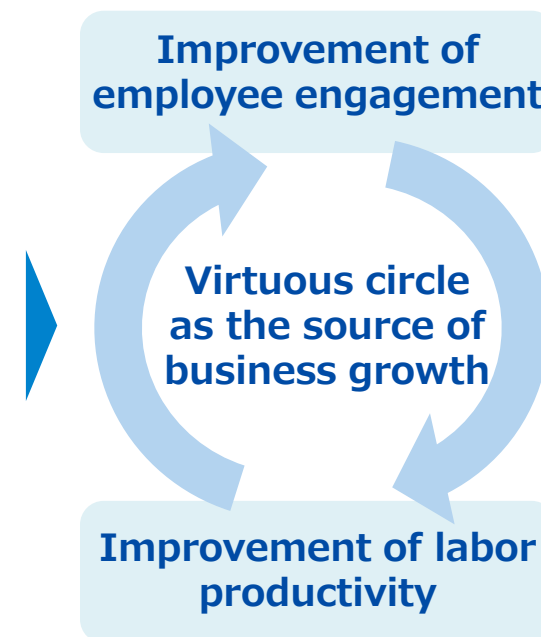 Improvement of
employee engagement
Virtuous circle
as the source of
business growth
Improvement of labor
productivity